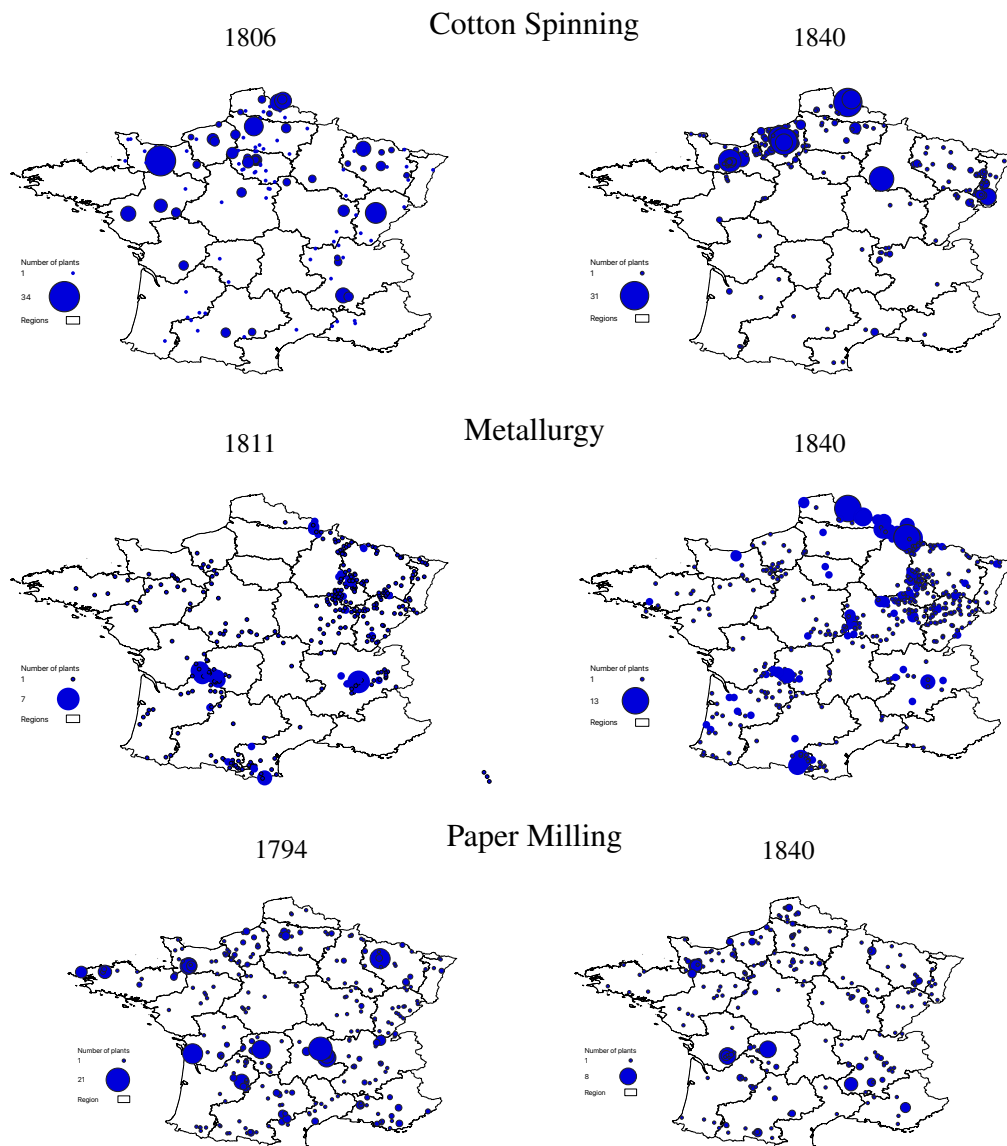 Cotton Spinning
1806
1840
Number of plants
1
34
Regions
Number of plants
1
31
Regions
Metallurgy
1811
1840
Number of plants
1
7
Regions
Number of plants
1
13
Regions
Paper Milling
1794
1840
Number of plants
1
21
Region
Number of plants
1
8
Region